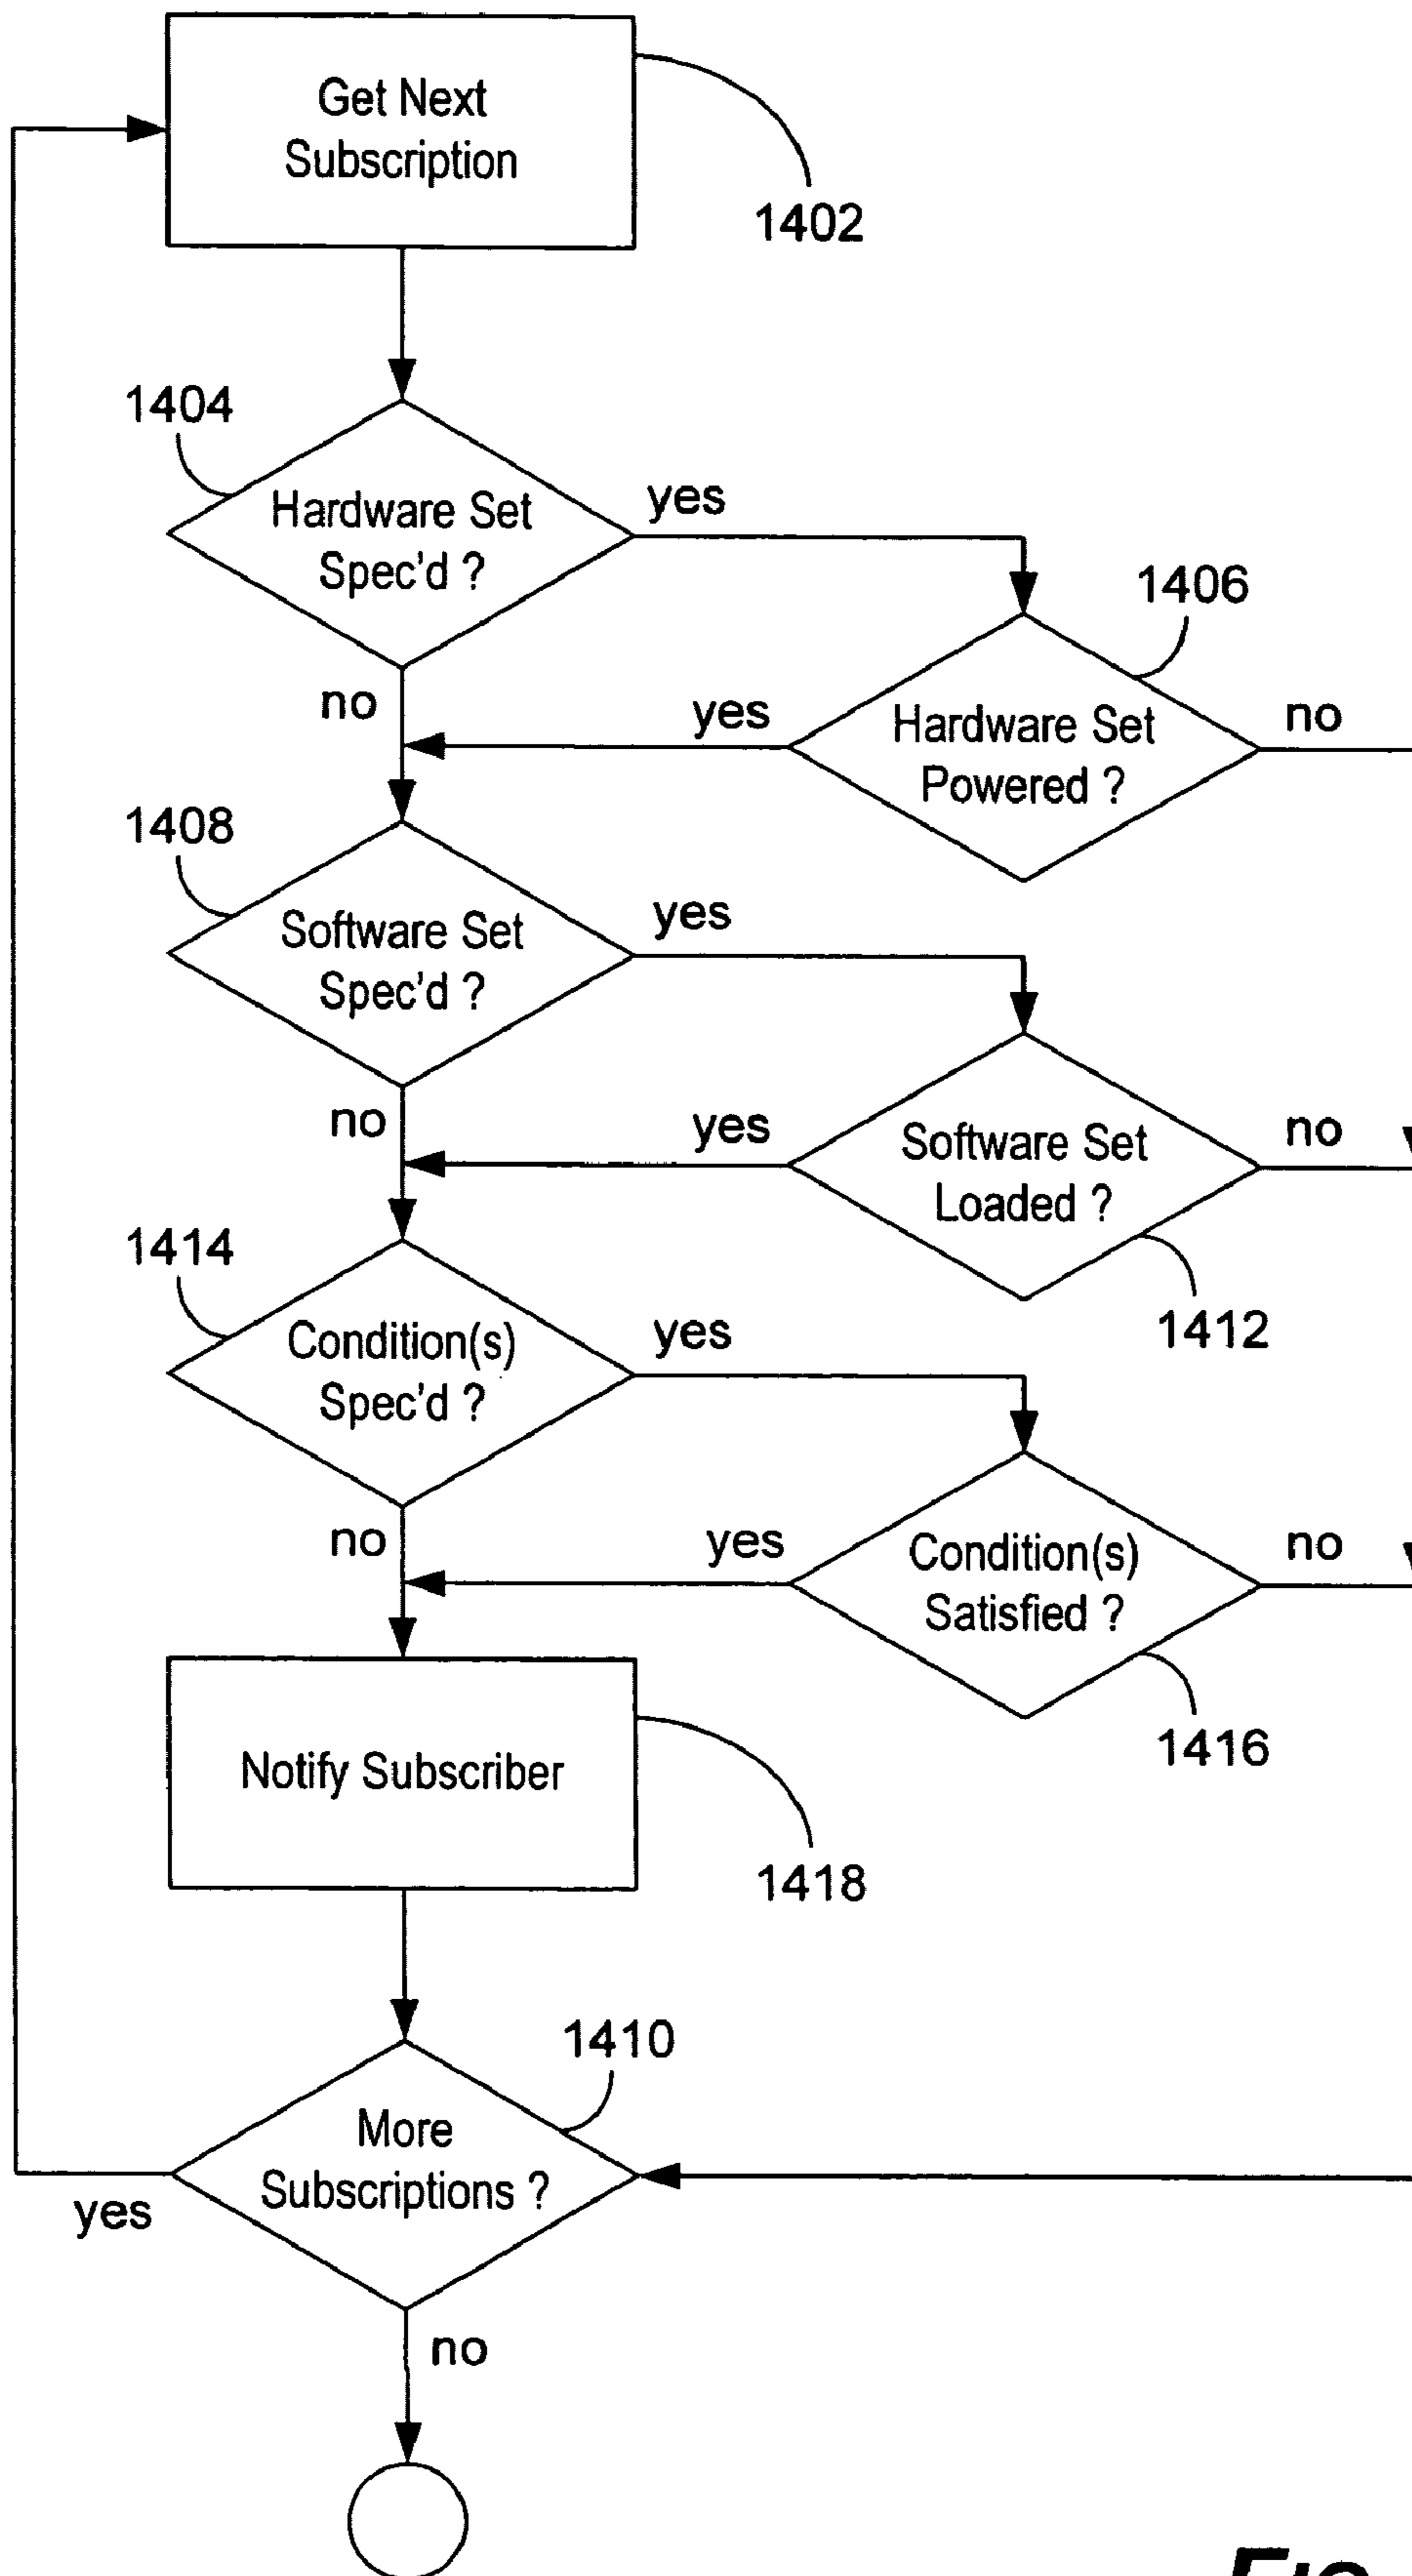 Get Next
Subscription
1402
1404
Hardware Set
Spec'd ?
yes
no
1406
Hardware Set
Powered ?
yes
no
1408
Software Set
Spec'd ?
yes
no
Software Set
Loaded ?
yes
no
1412
1414
Condition(s)
Spec'd ?
yes
no
Condition(s)
Satisfied ?
yes
no
1416
Notify Subscriber
1418
1410
More
Subscriptions ?
yes
no